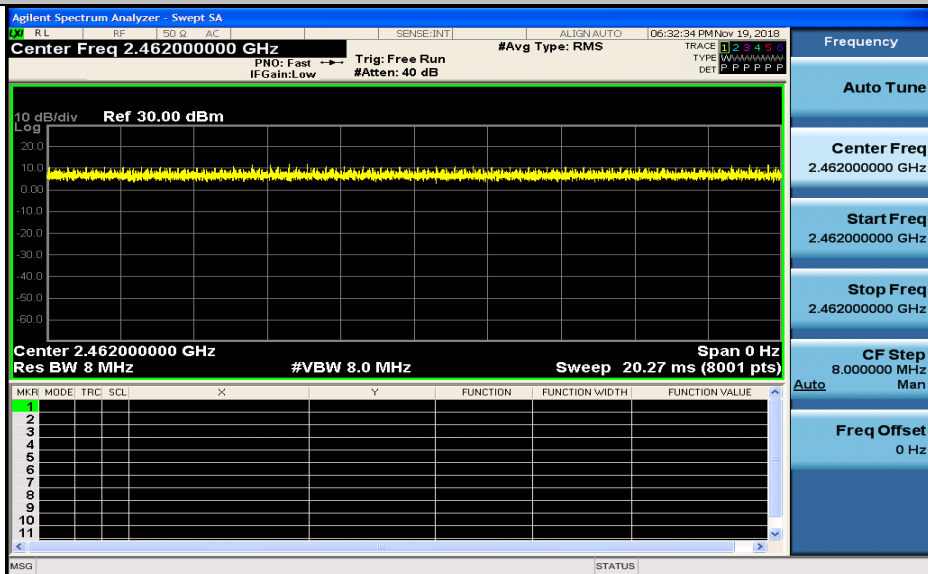 Agilent Spectrum Analyzer - Swept SA
LXI RL RF 50 Ω AC SENSE:INT ALIGN AUTO 06:32:34 PM Nov 19, 2018
Center Freq 2.462000000 GHz
#Avg Type: RMS
TRACE 1 2 3 4 5 6
PNO: Fast Trig: Free Run
TYPE WWWWWW
IFGain:Low #Atten: 40 dB
DET P P P P P P
10 dB/div Ref 30.00 dBm
Log
20.0
10.0
0.00
-10.0
-20.0
-30.0
-40.0
-50.0
-60.0
Center 2.462000000 GHz Span 0 Hz
Res BW 8 MHz #VBW 8.0 MHz Sweep 20.27 ms (8001 pts)
MKR MODE TRC SCL X Y FUNCTION FUNCTION WIDTH FUNCTION VALUE
1
2
3
4
5
6
7
8
9
10
11
MSG STATUS
Frequency
Auto Tune
Center Freq
2.462000000 GHz
Start Freq
2.462000000 GHz
Stop Freq
2.462000000 GHz
CF Step
8.000000 MHz
Auto Man
Freq Offset
0 Hz